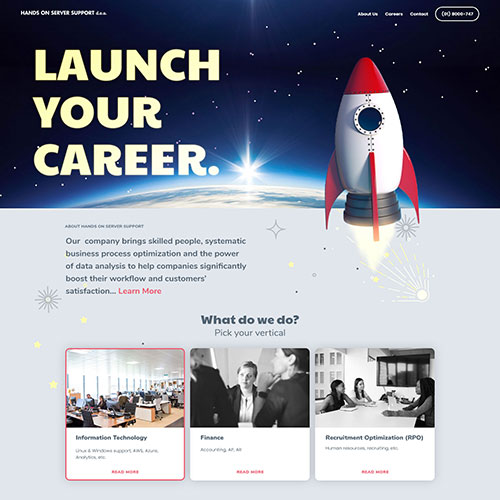 HANDS ON SERVER SUPPORT d.o.o.
About Us Careers Contact (01) 8000-747
LAUNCH
YOUR
CAREER.
ABOUT HANDS ON SERVER SUPPORT
Our company brings skilled people, systematic
business process optimization and the power
of data analysis to help companies significantly
boost their workflow and customers'
satisfaction... Learn More
What do we do?
Pick your vertical
Information Technology
Linux & Windows support, AWS, Azure,
Analytics, etc.
READ MORE
Finance
Accounting, AP, AR
READ MORE
Recruitment Optimization (RPO)
Human resources, recruiting, etc.
READ MORE